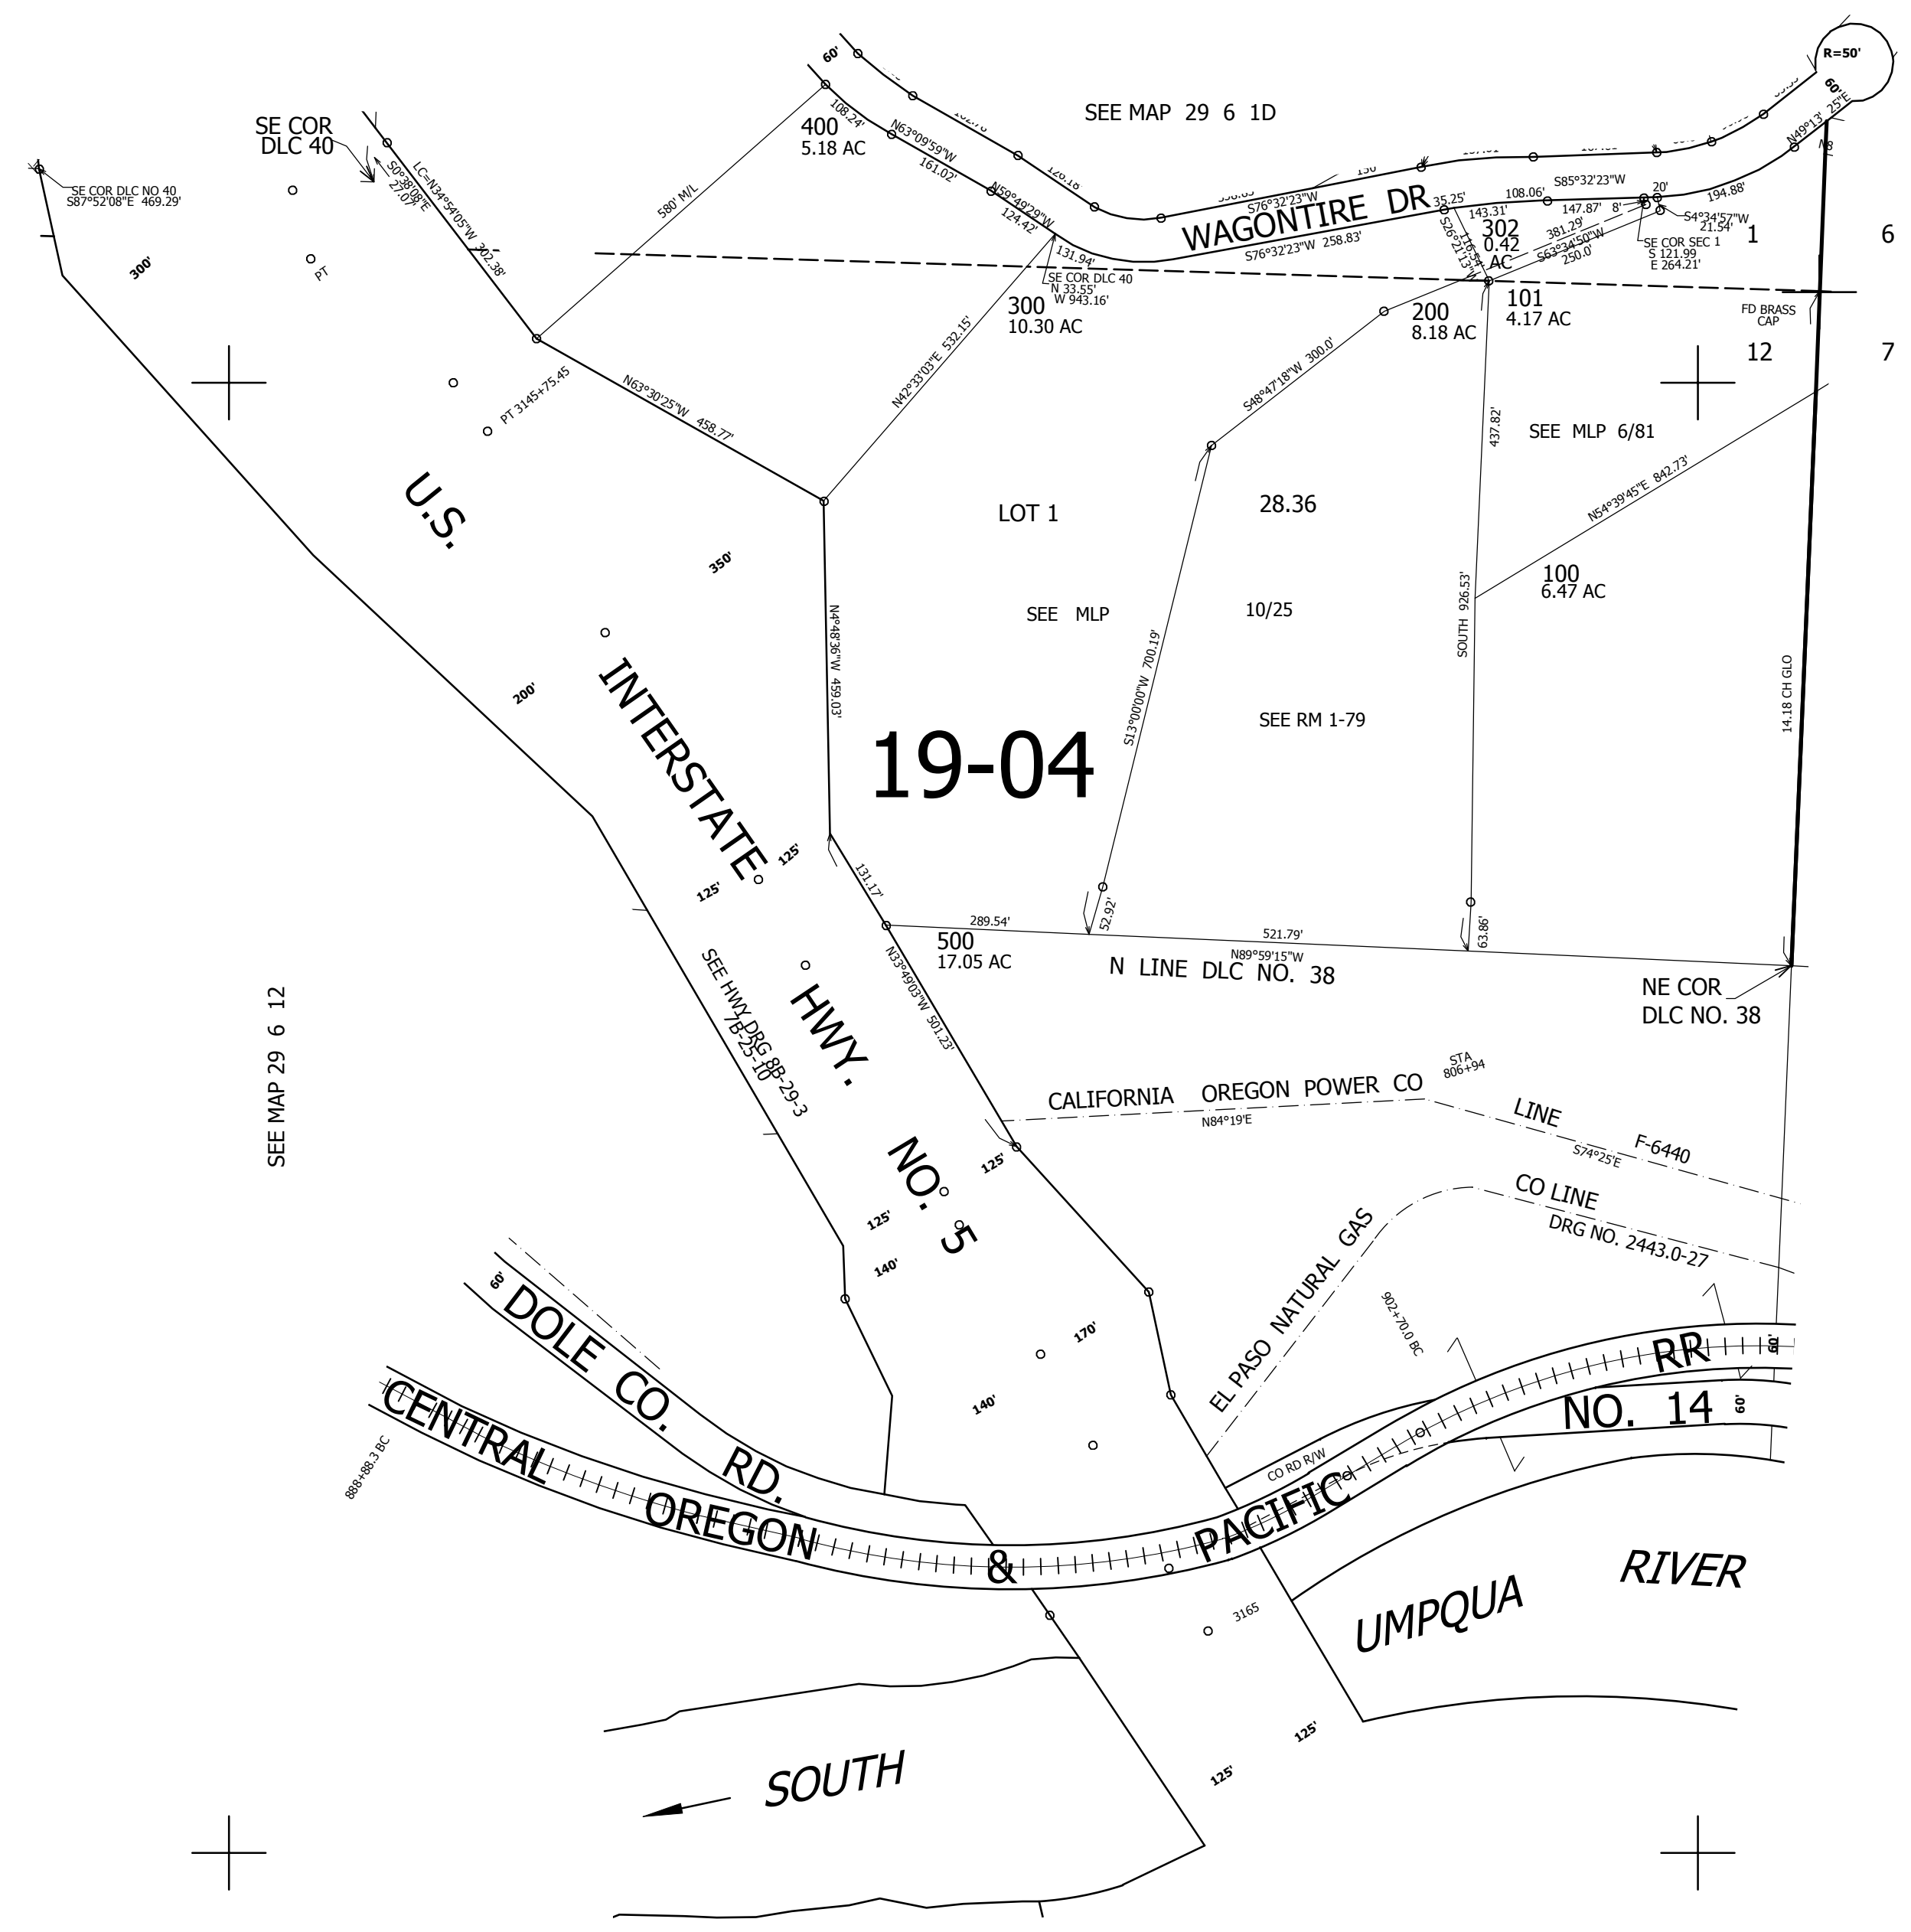 60'
R=50'
60'
SEE MAP 29 6 1D
SE COR
DLC 40
400
5.18 AC
108.24'
N63°09'59"W
161.02'
126.18
N49°13' 25"E
S85°32'23"W
130
S76°32'23"W
WAGONTIRE DR
35.25'
108.06'
20'
194.88'
SE COR DLC NO 40
S87°52'08"E 469.29'
S0°38'08"E
27.07'
LC=N34°54'05"W 302.38'
580' M/L
N59°49'29"W
124.42'
131.94'
S76°32'23"W 258.83'
143.31'
147.87'
8'
S4°34'57"W
21.54'
302
0.42
AC
116.54'
S26°21'13"W
381.29'
S63°34'50"W
250.0'
SE COR SEC 1
S 121.99
E 264.21'
1
6
300'
PT
SE COR DLC 40
N 33.55'
W 943.16'
300
10.30 AC
200
8.18 AC
101
4.17 AC
FD BRASS
CAP
12
7
PT 3145+75.45
N63°30'25"W 458.77'
N42°33'03"E 532.15'
S48°47'18"W 300.0'
437.82'
SEE MLP 6/81
N54°39'45"E 842.73'
U.S.
LOT 1
28.36
350'
100
6.47 AC
SEE MLP
10/25
N4°48'36"W 459.03'
S13°00'00"W 700.19'
SOUTH 926.53'
14.18 CH GLO
200'
INTERSTATE
SEE RM 1-79
19-04
125'
125'
131.17'
289.54'
52.92'
521.79'
63.86'
500
17.05 AC
N89°59'15"W
N LINE DLC NO. 38
NE COR
DLC NO. 38
SEE HWY DRG 8B-29-3
7B-25-10
HWY.
N33°49'03"W 501.23'
SEE MAP 29 6 12
STA
806+94
CALIFORNIA OREGON POWER CO
LINE
F-6440
N84°19'E
S74°25'E
NO. 5
125'
125'
140'
CO LINE
DRG NO. 2443.0-27
EL PASO NATURAL GAS
60'
DOLE CO. RD.
170'
140'
902+70.0 BC
RR
60'
60'
NO. 14
CENTRAL
OREGON
&
PACIFIC
CO RD R/W
888+88.3 BC
3165
UMPQUA
RIVER
125'
125'
SOUTH